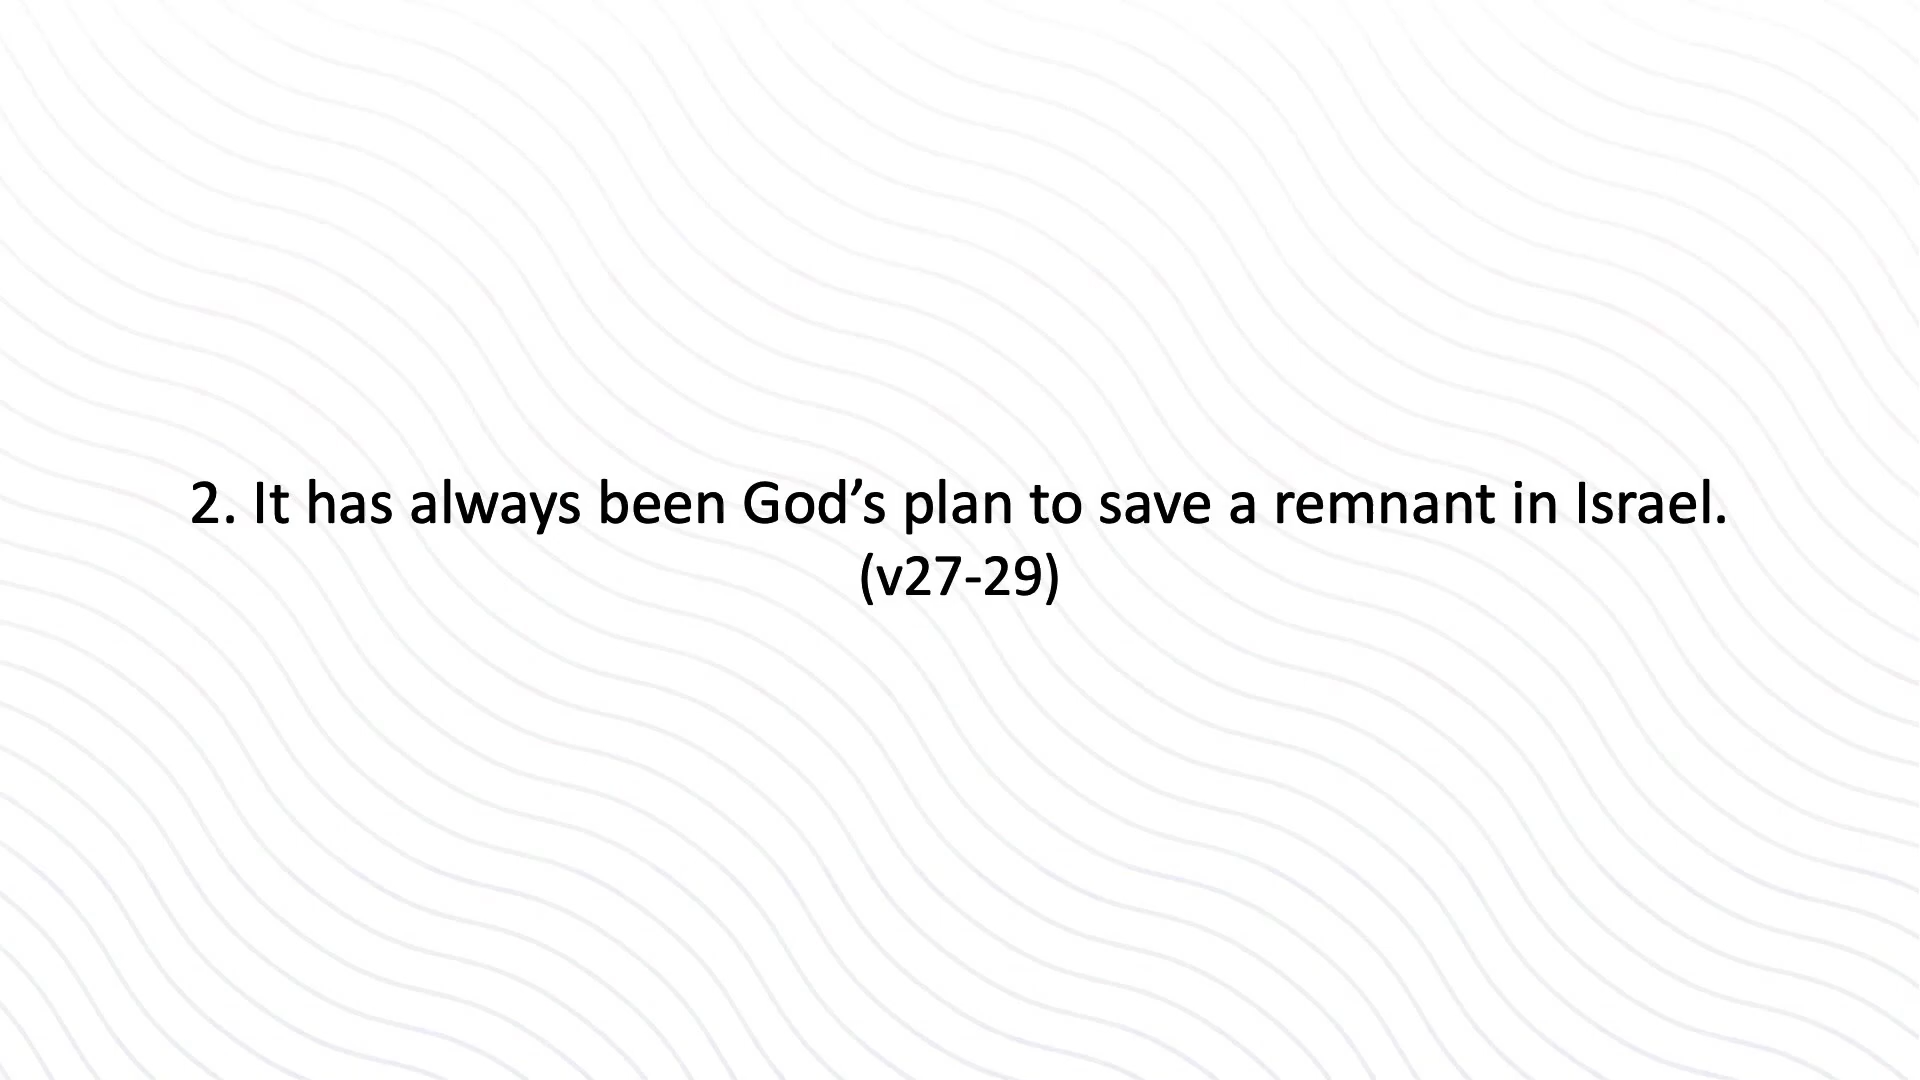 2. It has always been God’s plan to save a remnant in Israel.
(v27-29)